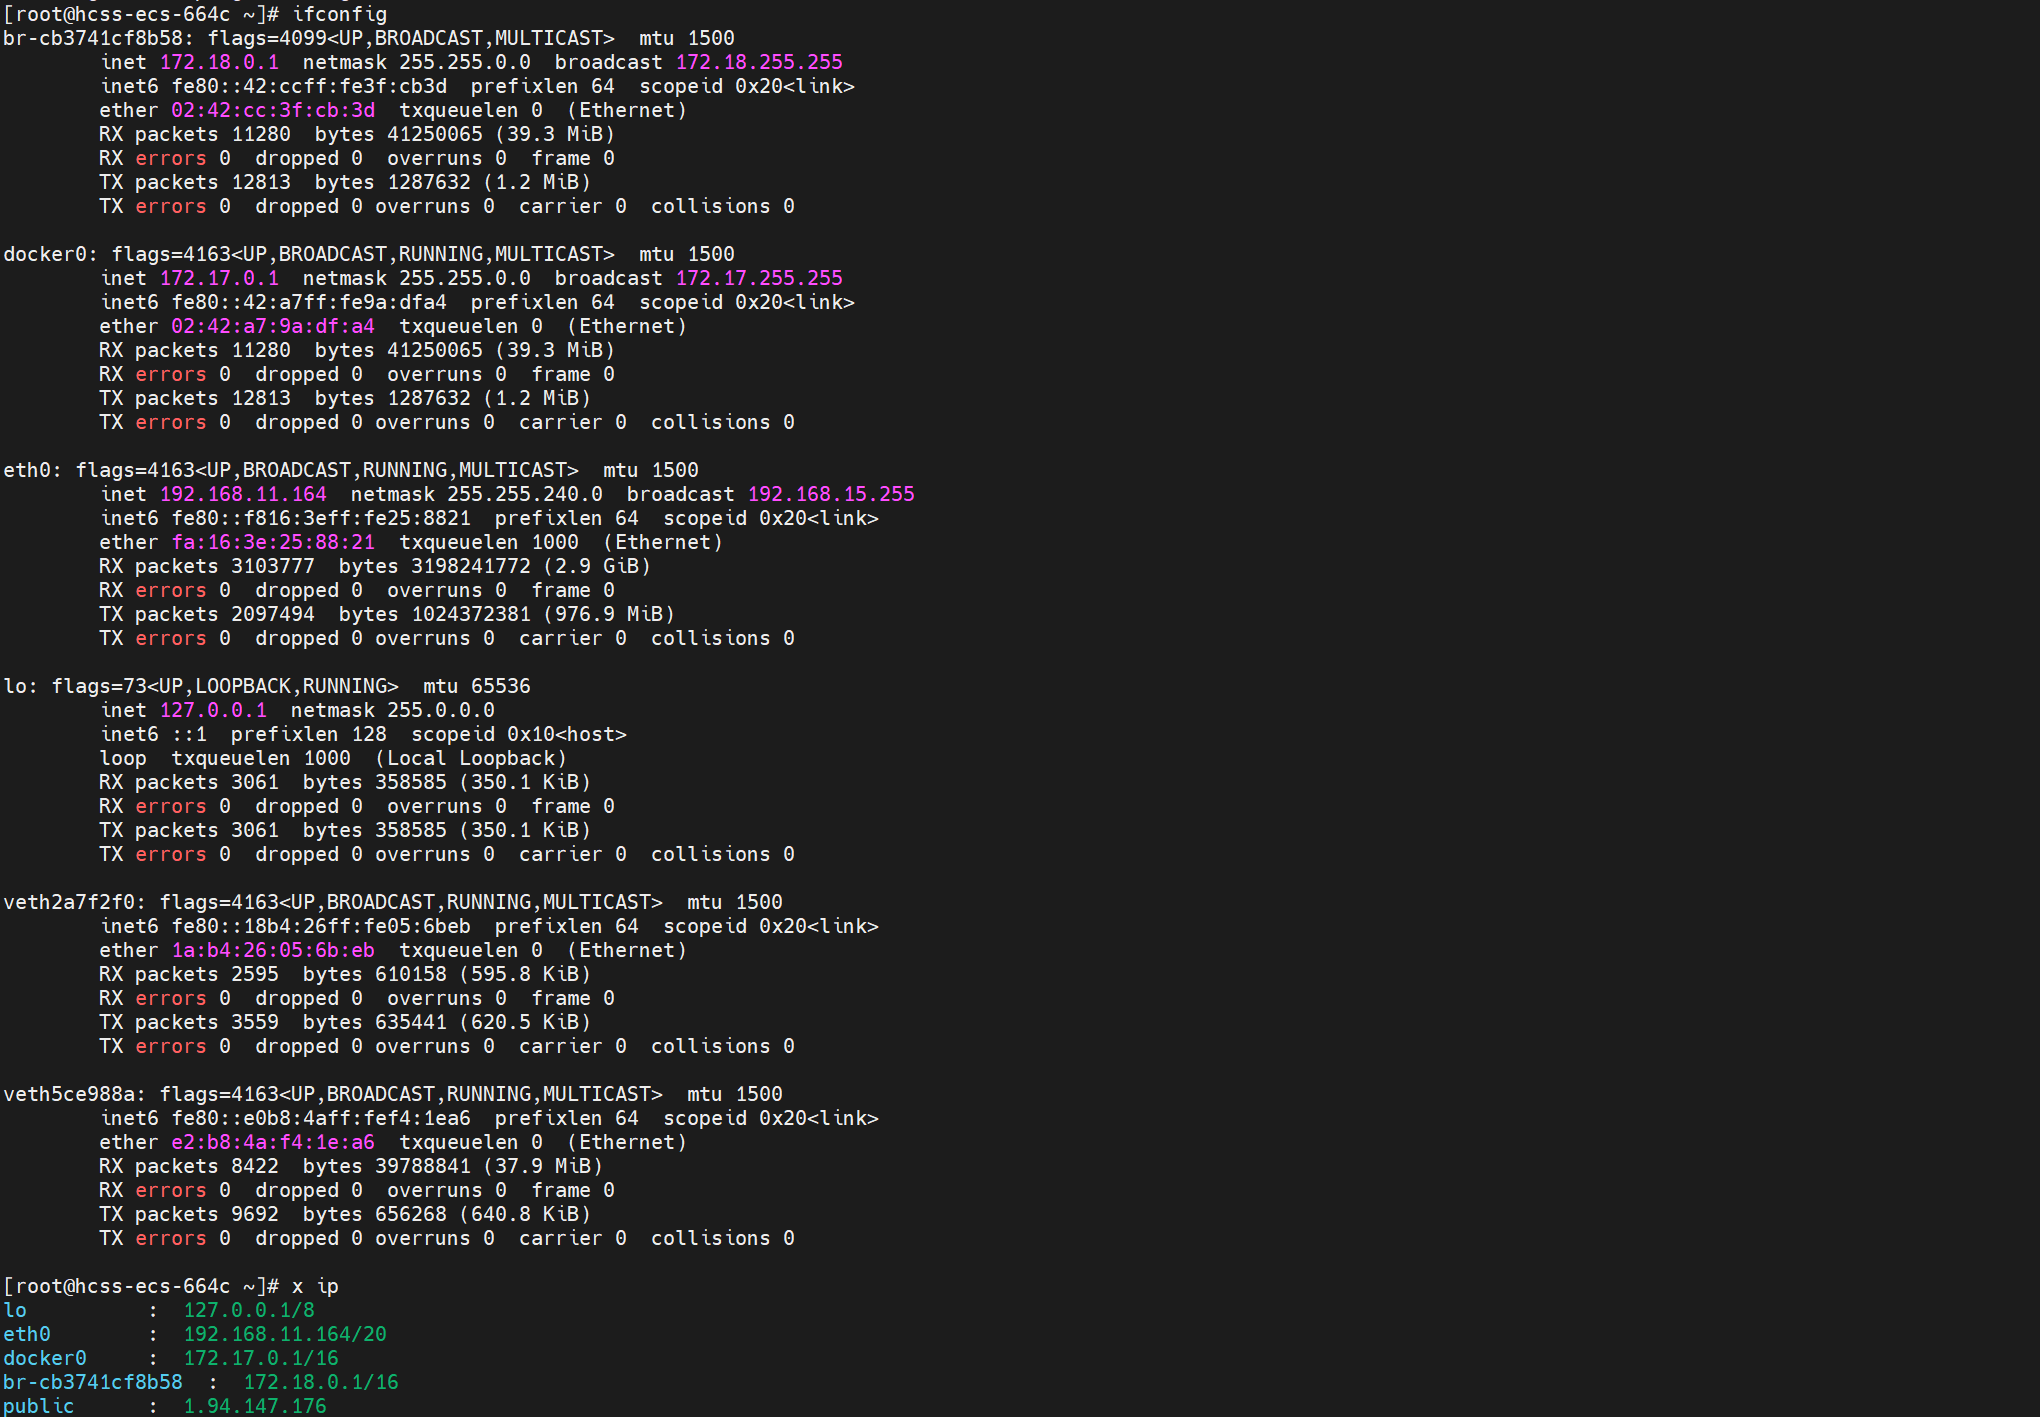 [root@hcss-ecs-664c ~]# ifconfig
br-cb3741cf8b58: flags=4099<UP,BROADCAST,MULTICAST>  mtu 1500
        inet 172.18.0.1  netmask 255.255.0.0  broadcast 172.18.255.255
        inet6 fe80::42:ccff:fe3f:cb3d  prefixlen 64  scopeid 0x20<link>
        ether 02:42:cc:3f:cb:3d  txqueuelen 0  (Ethernet)
        RX packets 11280  bytes 41250065 (39.3 MiB)
        RX errors 0  dropped 0  overruns 0  frame 0
        TX packets 12813  bytes 1287632 (1.2 MiB)
        TX errors 0  dropped 0 overruns 0  carrier 0  collisions 0

docker0: flags=4163<UP,BROADCAST,RUNNING,MULTICAST>  mtu 1500
        inet 172.17.0.1  netmask 255.255.0.0  broadcast 172.17.255.255
        inet6 fe80::42:a7ff:fe9a:dfa4  prefixlen 64  scopeid 0x20<link>
        ether 02:42:a7:9a:df:a4  txqueuelen 0  (Ethernet)
        RX packets 11280  bytes 41250065 (39.3 MiB)
        RX errors 0  dropped 0  overruns 0  frame 0
        TX packets 12813  bytes 1287632 (1.2 MiB)
        TX errors 0  dropped 0 overruns 0  carrier 0  collisions 0

eth0: flags=4163<UP,BROADCAST,RUNNING,MULTICAST>  mtu 1500
        inet 192.168.11.164  netmask 255.255.240.0  broadcast 192.168.15.255
        inet6 fe80::f816:3eff:fe25:8821  prefixlen 64  scopeid 0x20<link>
        ether fa:16:3e:25:88:21  txqueuelen 1000  (Ethernet)
        RX packets 3103777  bytes 3198241772 (2.9 GiB)
        RX errors 0  dropped 0  overruns 0  frame 0
        TX packets 2097494  bytes 1024372381 (976.9 MiB)
        TX errors 0  dropped 0 overruns 0  carrier 0  collisions 0

lo: flags=73<UP,LOOPBACK,RUNNING>  mtu 65536
        inet 127.0.0.1  netmask 255.0.0.0
        inet6 ::1  prefixlen 128  scopeid 0x10<host>
        loop  txqueuelen 1000  (Local Loopback)
        RX packets 3061  bytes 358585 (350.1 KiB)
        RX errors 0  dropped 0  overruns 0  frame 0
        TX packets 3061  bytes 358585 (350.1 KiB)
        TX errors 0  dropped 0 overruns 0  carrier 0  collisions 0

veth2a7f2f0: flags=4163<UP,BROADCAST,RUNNING,MULTICAST>  mtu 1500
        inet6 fe80::18b4:26ff:fe05:6beb  prefixlen 64  scopeid 0x20<link>
        ether 1a:b4:26:05:6b:eb  txqueuelen 0  (Ethernet)
        RX packets 2595  bytes 610158 (595.8 KiB)
        RX errors 0  dropped 0  overruns 0  frame 0
        TX packets 3559  bytes 635441 (620.5 KiB)
        TX errors 0  dropped 0 overruns 0  carrier 0  collisions 0

veth5ce988a: flags=4163<UP,BROADCAST,RUNNING,MULTICAST>  mtu 1500
        inet6 fe80::e0b8:4aff:fef4:1ea6  prefixlen 64  scopeid 0x20<link>
        ether e2:b8:4a:f4:1e:a6  txqueuelen 0  (Ethernet)
        RX packets 8422  bytes 39788841 (37.9 MiB)
        RX errors 0  dropped 0  overruns 0  frame 0
        TX packets 9692  bytes 656268 (640.8 KiB)
        TX errors 0  dropped 0 overruns 0  carrier 0  collisions 0

[root@hcss-ecs-664c ~]# x ip
lo          :  127.0.0.1/8
eth0        :  192.168.11.164/20
docker0     :  172.17.0.1/16
br-cb3741cf8b58  :  172.18.0.1/16
public      :  1.94.147.176